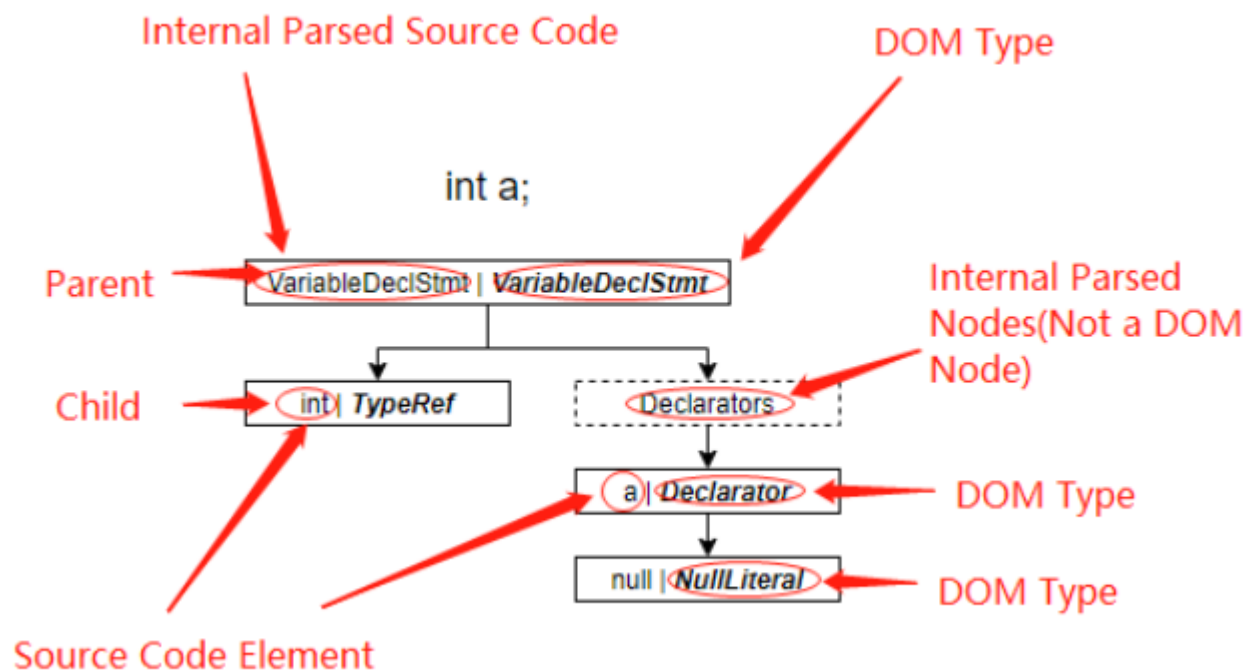 Internal Parsed Source Code
DOM Type
int a;
Parent
VariableDeclStmt | VariableDeclStmt
Internal Parsed
Nodes(Not a DOM
Node)
Child
int | TypeRef
Declarators
a | Declarator
DOM Type
null | NullLiteral
DOM Type
Source Code Element